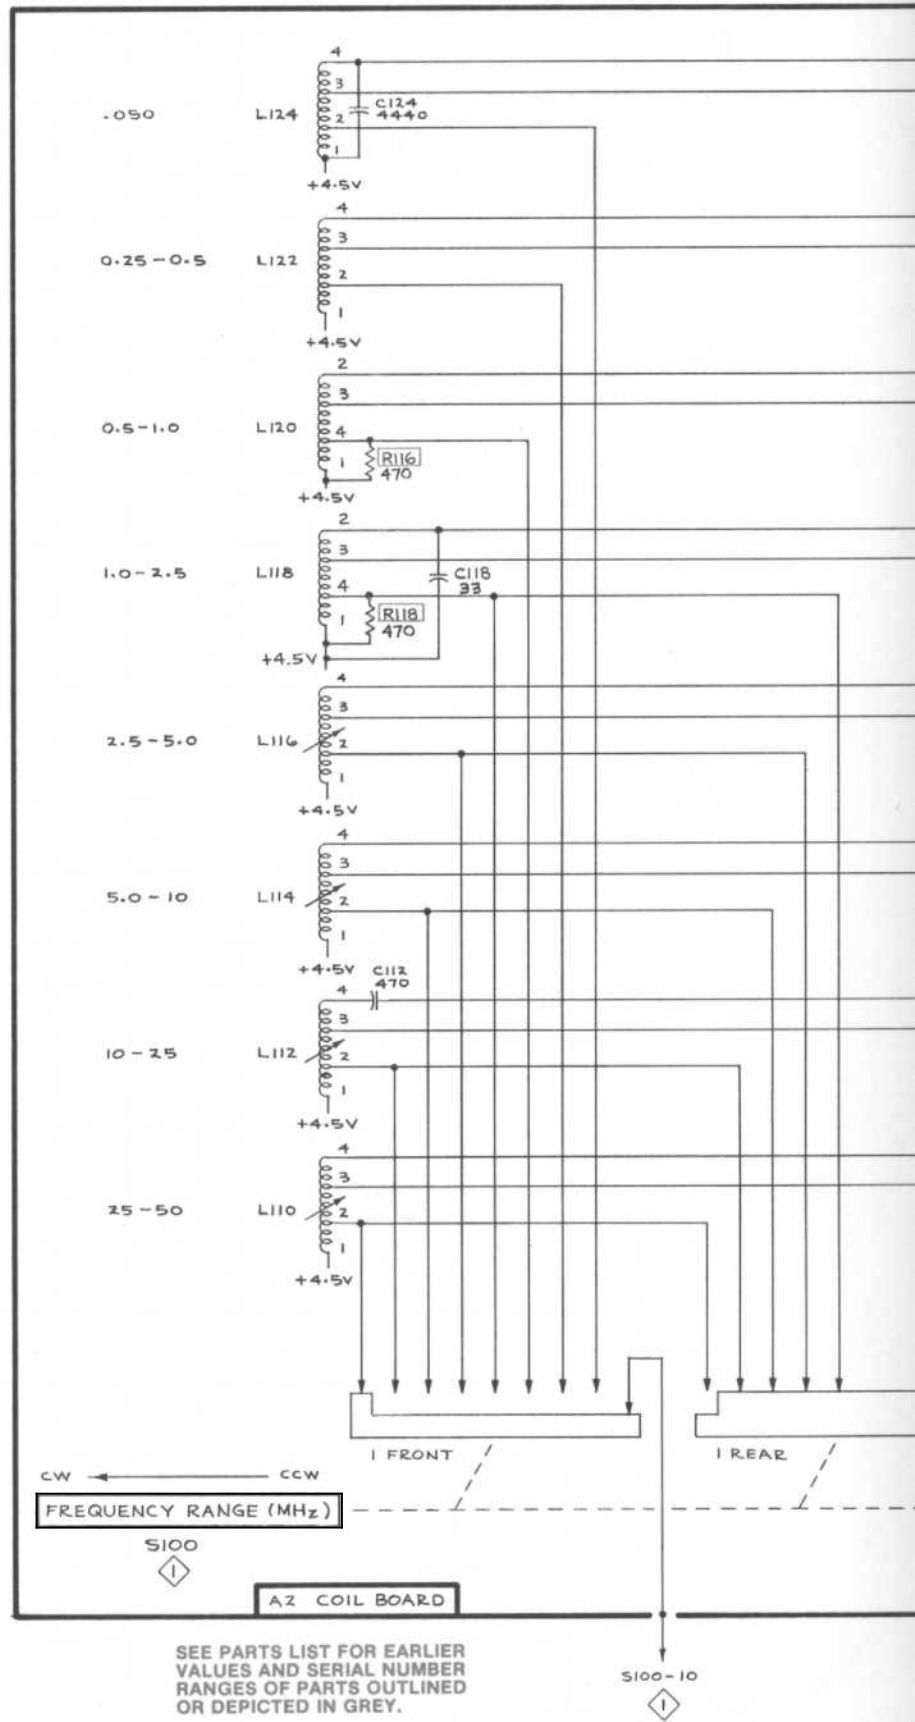 4
3
.050 L124 2 C124
4440
1
+4.5V
4
3
0.25-0.5 L122 2
1
+4.5V
2
3
0.5-1.0 L120 4
R116
470
1
+4.5V
2
3
1.0-2.5 L118 4 C118
33
R118
470
1
+4.5V
4
3
2.5-5.0 L116 2
1
+4.5V
4
3
5.0-10 L114 2
1
+4.5V C112
470
4
3
10-25 L112 2
1
+4.5V
4
3
25-50 L110 2
1
+4.5V
1 FRONT 1 REAR
CW CCW
FREQUENCY RANGE (MHz)
S100
1
A2 COIL BOARD
SEE PARTS LIST FOR EARLIER
VALUES AND SERIAL NUMBER
RANGES OF PARTS OUTLINED
OR DEPICTED IN GREY.
S100-10
1